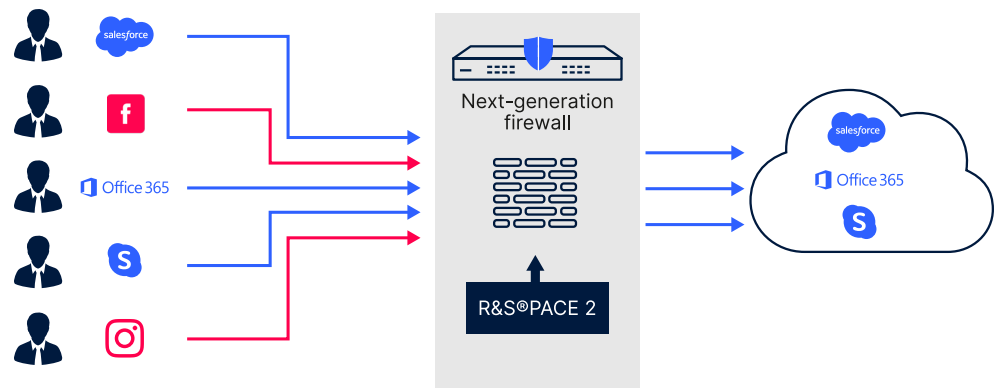 salesforce
f
Office 365
S
Next-generation
firewall
R&S®PACE 2
salesforce
Office 365
S